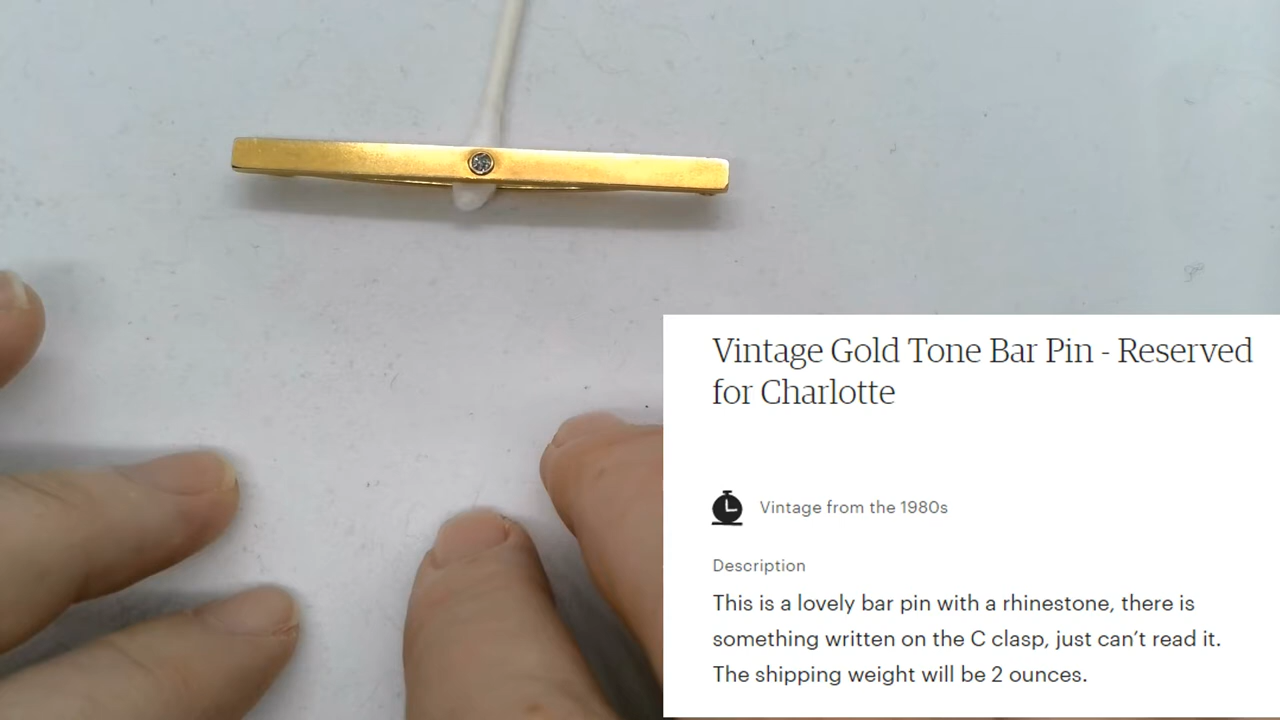 Vintage Gold Tone Bar Pin - Reserved
for Charlotte
Vintage from the 1980s
Description
This is a lovely bar pin with a rhinestone, there is
something written on the C clasp, just can't read it.
The shipping weight will be 2 ounces.